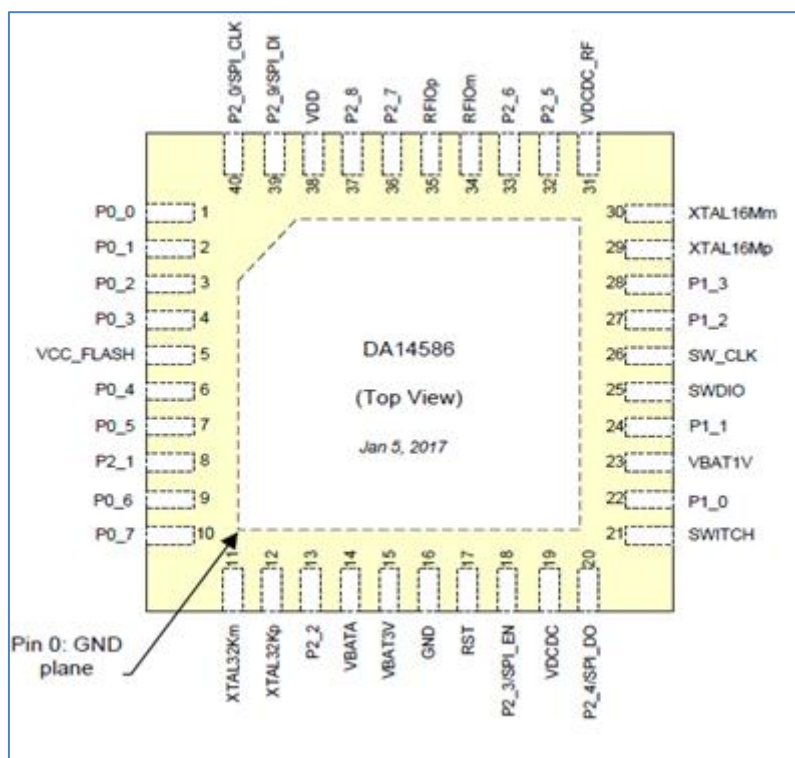 P2_0/SPI_CLK
P2_9/SPI_DI
VDD
P2_8
P2_7
RFIOp
RFIOm
P2_6
P2_5
VDCDC_RF
40
39
38
37
36
35
34
33
32
31
P0_0 1
P0_1 2
P0_2 3
P0_3 4
VCC_FLASH 5
P0_4 6
P0_5 7
P2_1 8
P0_6 9
P0_7 10
DA14586
(Top View)
Jan 5, 2017
30 XTAL16Mm
29 XTAL16Mp
28 P1_3
27 P1_2
26 SW_CLK
25 SWDIO
24 P1_1
23 VBAT1V
22 P1_0
21 SWITCH
11
12
13
14
15
16
17
18
19
20
XTAL32Km
XTAL32Kp
P2_2
VBATA
VBAT3V
GND
RST
P2_3/SPI_EN
VDCDC
P2_4/SPI_DO
Pin 0: GND
plane